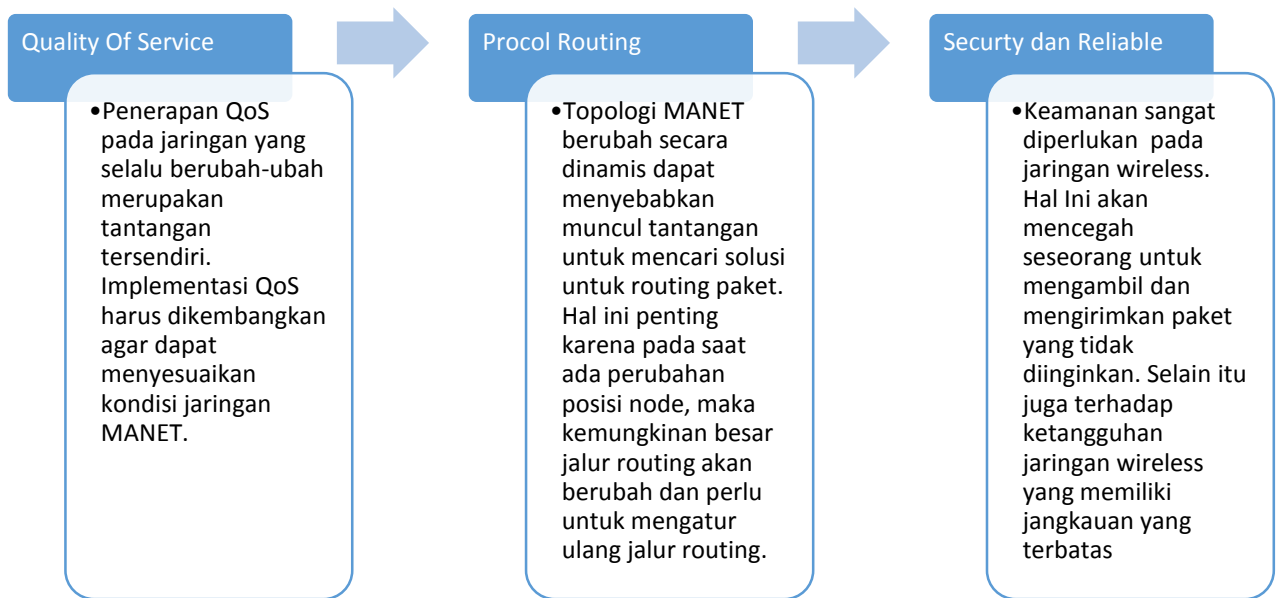 Quality Of Service
•Penerapan QoS
pada jaringan yang
selalu berubah-ubah
merupakan
tantangan
tersendiri.
Implementasi QoS
harus dikembangkan
agar dapat
menyesuaikan
kondisi jaringan
MANET.
Procol Routing
•Topologi MANET
berubah secara
dinamis dapat
menyebabkan
muncul tantangan
untuk mencari solusi
untuk routing paket.
Hal ini penting
karena pada saat
ada perubahan
posisi node, maka
kemungkinan besar
jalur routing akan
berubah dan perlu
untuk mengatur
ulang jalur routing.
Securty dan Reliable
•Keamanan sangat
diperlukan pada
jaringan wireless.
Hal Ini akan
mencegah
seseorang untuk
mengambil dan
mengirimkan paket
yang tidak
diinginkan. Selain itu
juga terhadap
ketangguhan
jaringan wireless
yang memiliki
jangkauan yang
terbatas